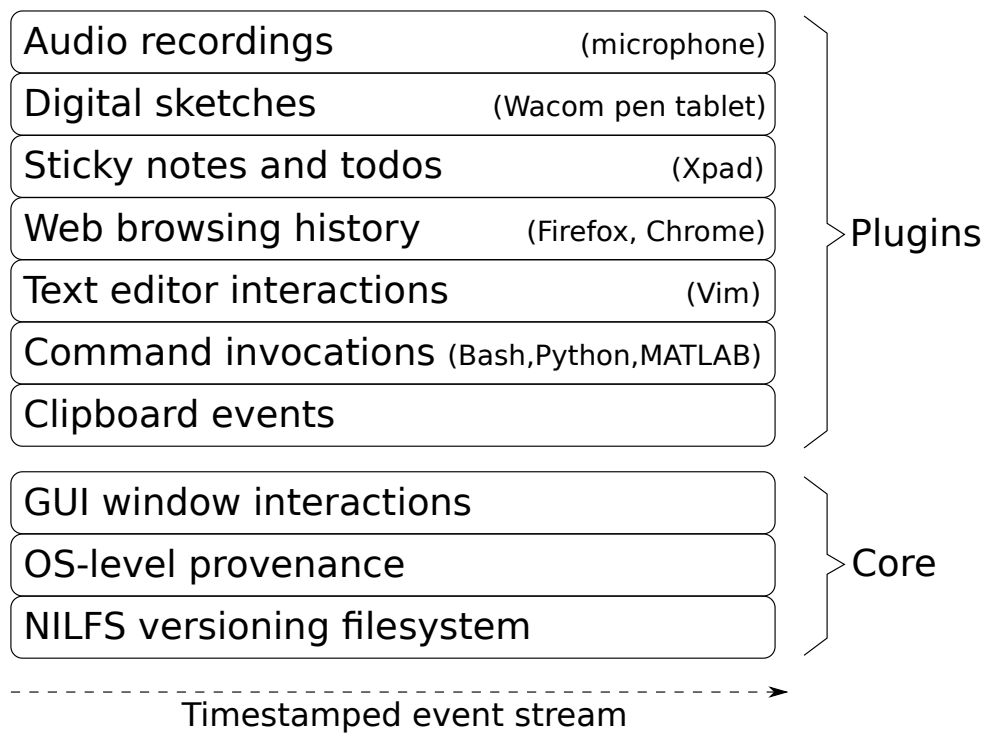 Audio recordings (microphone)
Digital sketches (Wacom pen tablet)
Sticky notes and todos (Xpad)
Web browsing history (Firefox, Chrome)
Text editor interactions (Vim)
Command invocations (Bash,Python,MATLAB)
Clipboard events
Plugins
GUI window interactions
OS-level provenance
NILFS versioning filesystem
Core
Timestamped event stream